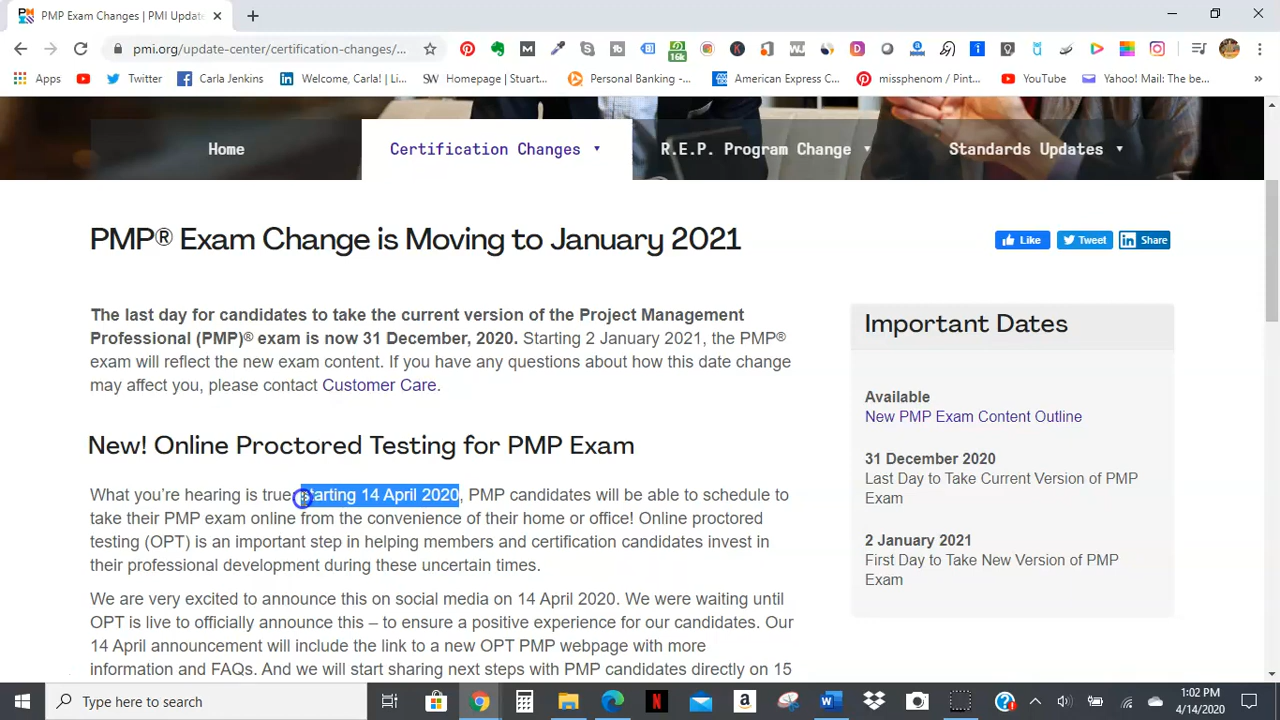 PMP Exam Changes | PMI Update
pmi.org/update-center/certification-changes/...
16k
Apps
Twitter
Carla Jenkins
Welcome, Carla! | Li...
Homepage | Stuart...
Personal Banking -...
American Express C...
missphenom / Pint...
YouTube
Yahoo! Mail: The be...
Home
Certification Changes
R.E.P. Program Change
Standards Updates
PMP® Exam Change is Moving to January 2021
Like
Tweet
Share
The last day for candidates to take the current version of the Project Management
Professional (PMP)® exam is now 31 December, 2020. Starting 2 January 2021, the PMP®
exam will reflect the new exam content. If you have any questions about how this date change
may affect you, please contact Customer Care.
New! Online Proctored Testing for PMP Exam
What you're hearing is true, starting 14 April 2020, PMP candidates will be able to schedule to
take their PMP exam online from the convenience of their home or office! Online proctored
testing (OPT) is an important step in helping members and certification candidates invest in
their professional development during these uncertain times.
We are very excited to announce this on social media on 14 April 2020. We were waiting until
OPT is live to officially announce this – to ensure a positive experience for our candidates. Our
14 April announcement will include the link to a new OPT PMP webpage with more
information and FAQs. And we will start sharing next steps with PMP candidates directly on 15
Important Dates
Available
New PMP Exam Content Outline
31 December 2020
Last Day to Take Current Version of PMP
Exam
2 January 2021
First Day to Take New Version of PMP
Exam
Type here to search
1:02 PM
4/14/2020